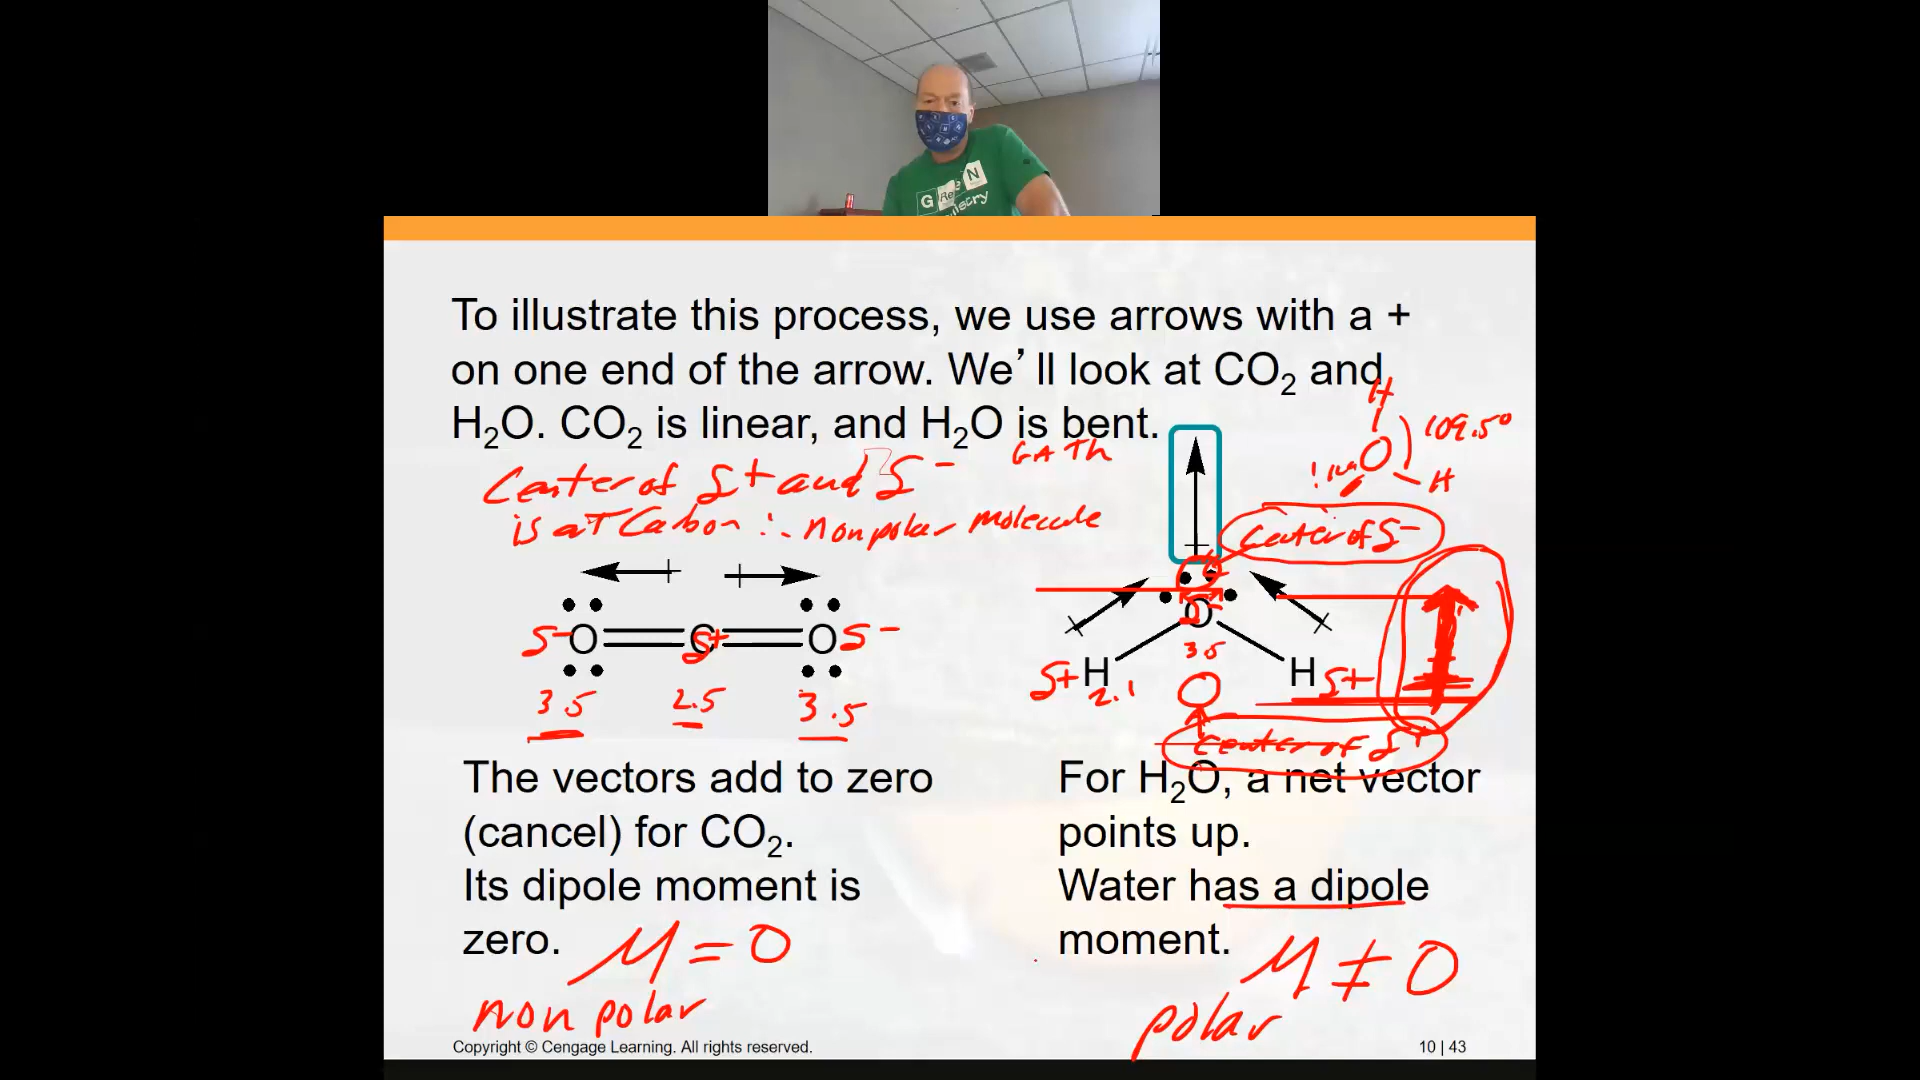 G Re N
To illustrate this process, we use arrows with a +
on one end of the arrow. We’ll look at CO2 and
H2O. CO2 is linear, and H2O is bent.
H
O
H
109.5°
Center of δ+ and δ-
is at Carbon ∴ nonpolar molecule
Center of δ-
δ- O C δ+ O δ-
O
3.5
δ+ H
H δ+
3.5 2.5 3.5
2.1
Center of δ+
The vectors add to zero
(cancel) for CO2.
Its dipole moment is
zero. M = 0
nonpolar
For H2O, a net vector
points up.
Water has a dipole
moment. M ≠ 0
polar
Copyright © Cengage Learning. All rights reserved.
10 | 43